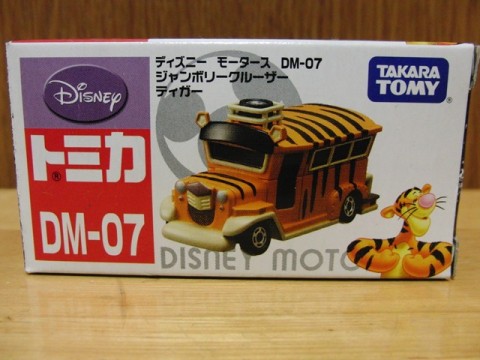 Disney
トミカ
®
DM-07
ディズニー モータース DM-07
ジャンボリークルーザー
ティガー
TAKARA
TOMY
®
DISNEY MOTO